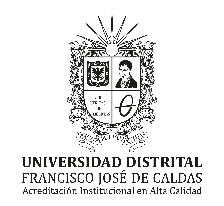 UNIVERSIDAD DISTRITAL
FRANCISCO JOSÉ DE CALDAS
Acreditación Institucional en Alta Calidad